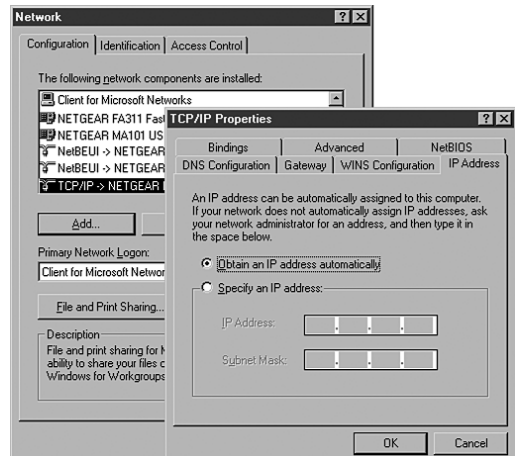 Network
Configuration
Identification
Access Control
The following network components are installed:
Client for Microsoft Networks
NETGEAR FA311
NETGEAR MA101
NetBEUI -> NETGEAR
NetBEUI -> NETGEAR
TCP/IP -> NETGEAR
Add...
Primary Network Logon:
Client for Microsoft
File and Print Sharing...
Description
File and print sharing for
ability to share your files
Windows for Workgroups
TCP/IP Properties
Bindings
Advanced
NetBIOS
DNS Configuration
Gateway
WINS Configuration
IP Address
An IP address can be automatically assigned to this computer.
If your network does not automatically assign IP addresses, ask
your network administrator for an address, and then type it in
the space below.
Obtain an IP address automatically
Specify an IP address:
IP Address:
Subnet Mask:
OK
Cancel